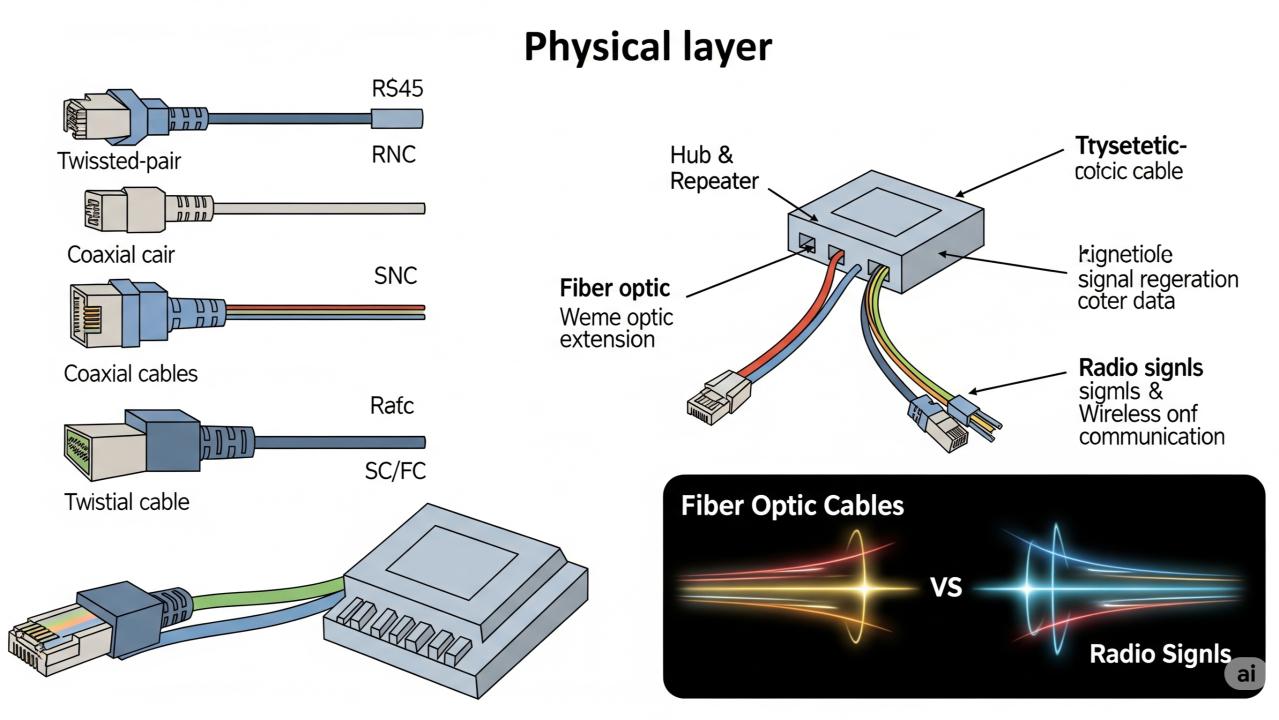 Physical layer
RS45
Twissted-pair
RNC
Coaxial cair
SNC
Coaxial cables
Ratc
SC/FC
Twistial cable
Hub &
Repeater
Fiber optic
Weme optic
extension
Trysetetic-
cotcic cable
signal regeration
coter data
Radio signls
sigmls &
Wireless onf
communication
Fiber Optic Cables
VS
Radio Signls
ai